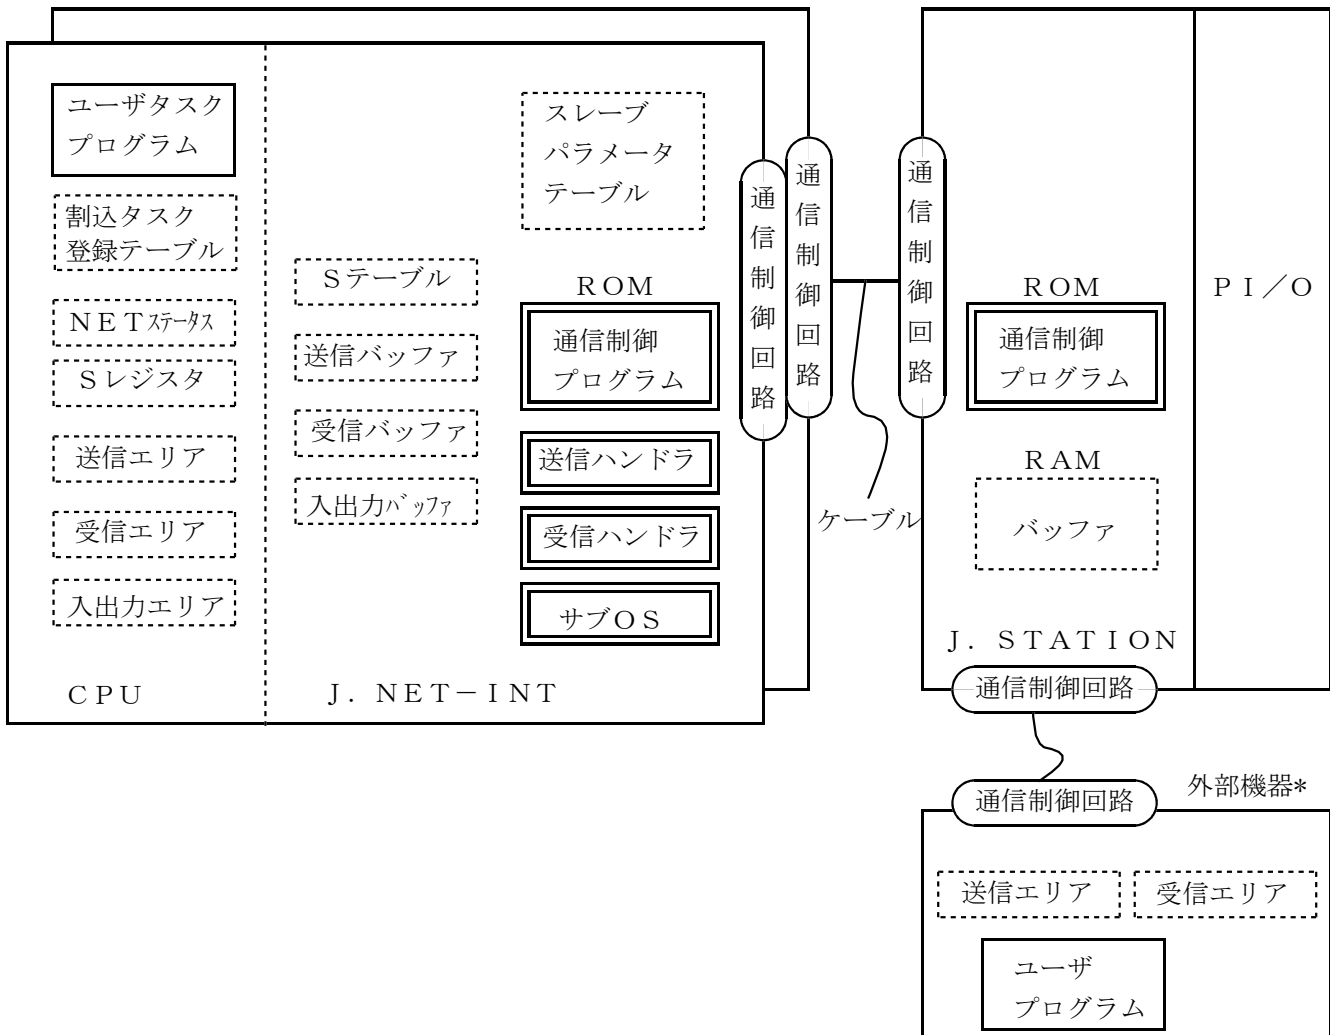 ユーザタスク
プログラム
割込タスク
登録テーブル
ＮＥＴステータス
Ｓレジスタ
送信エリア
受信エリア
入出力エリア
ＣＰＵ
Ｓテーブル
送信バッファ
受信バッファ
入出力バッファ
スレーブ
パラメータ
テーブル
ＲＯＭ
通信制御
プログラム
送信ハンドラ
受信ハンドラ
サブＯＳ
Ｊ．ＮＥＴ－ＩＮＴ
通信制御回路
通信制御回路
ケーブル
通信制御回路
ＲＯＭ
通信制御
プログラム
ＲＡＭ
バッファ
Ｊ．ＳＴＡＴＩＯＮ
ＰＩ／Ｏ
通信制御回路
通信制御回路
外部機器*
送信エリア
受信エリア
ユーザ
プログラム